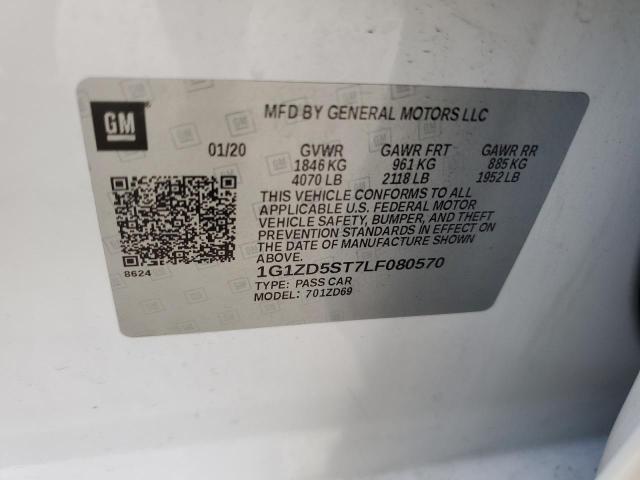 GM
MFD BY GENERAL MOTORS LLC
01/20 GVWR GAWR FRT GAWR RR
1846 KG 961 KG 885 KG
4070 LB 2118 LB 1952 LB
THIS VEHICLE CONFORMS TO ALL
APPLICABLE U.S. FEDERAL MOTOR
VEHICLE SAFETY, BUMPER, AND THEFT
PREVENTION STANDARDS IN EFFECT ON
THE DATE OF MANUFACTURE SHOWN
ABOVE.
8624
1G1ZD5ST7LF080570
TYPE: PASS CAR
MODEL: 701ZD69